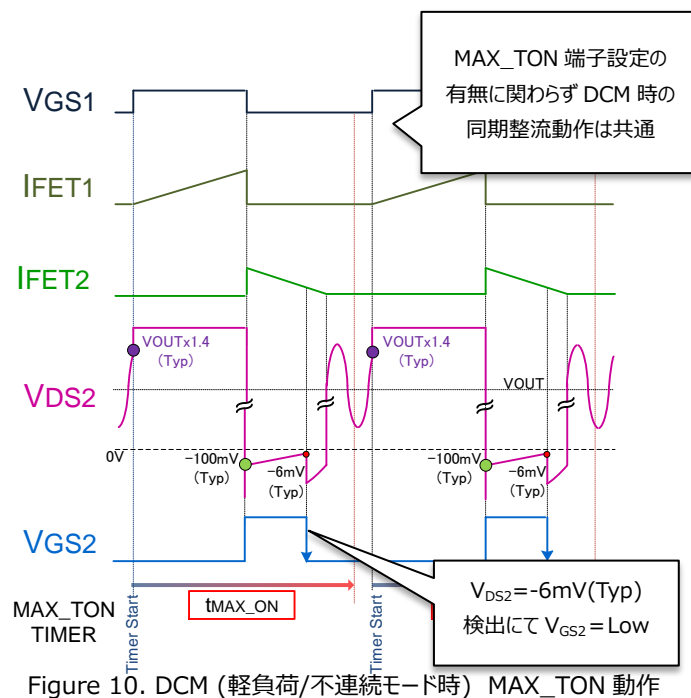 MAX_TON 端子設定の
有無に関わらず DCM 時の
同期整流動作は共通
VGS1
IFET1
IFET2
VOUTx1.4
(Typ)
VOUTx1.4
(Typ)
VOUT
VDS2
0V
-100mV
(Typ)
-6mV
(Typ)
-100mV
(Typ)
-6mV
(Typ)
VGS2
VDS2=-6mV(Typ)
検出にて VGS2=Low
tMAX_ON
MAX_TON
TIMER
Timer Start
Timer Start
Figure 10. DCM (軽負荷/不連続モード時) MAX_TON 動作